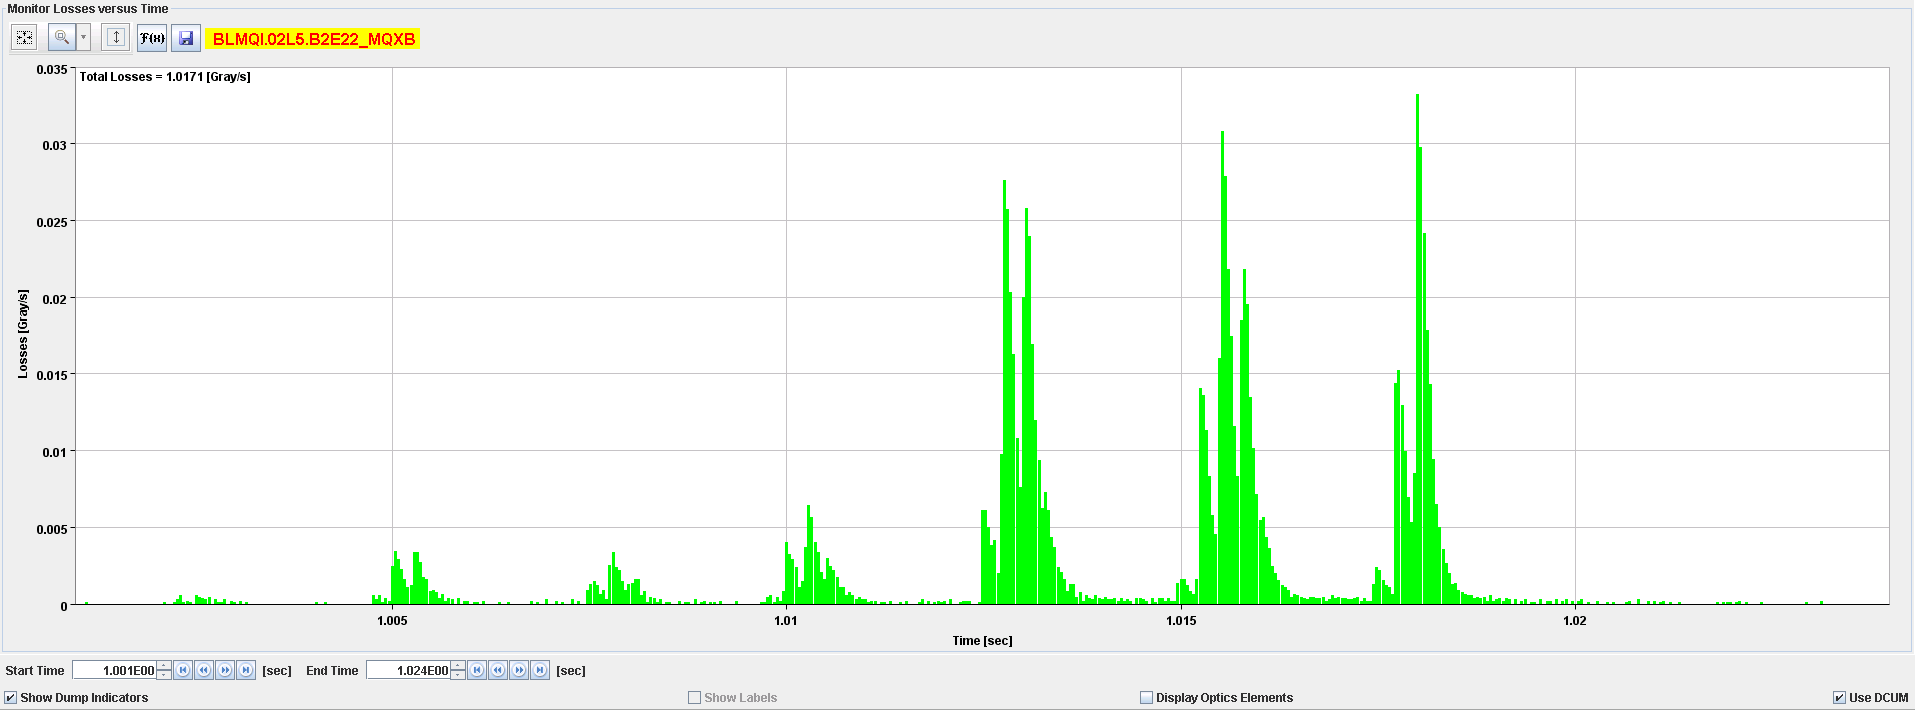 Monitor Losses versus Time
F(x)
BLMQI.02L5.B2E22_MQXB
Total Losses = 1.0171 [Gray/s]
0.035
0.03
0.025
0.02
0.015
0.01
0.005
0
Losses [Gray/s]
1.005 1.01 1.015 1.02
Time [sec]
Start Time 1.001E00 [sec] End Time 1.024E00 [sec]
Show Dump Indicators Show Labels Display Optics Elements Use DCUM